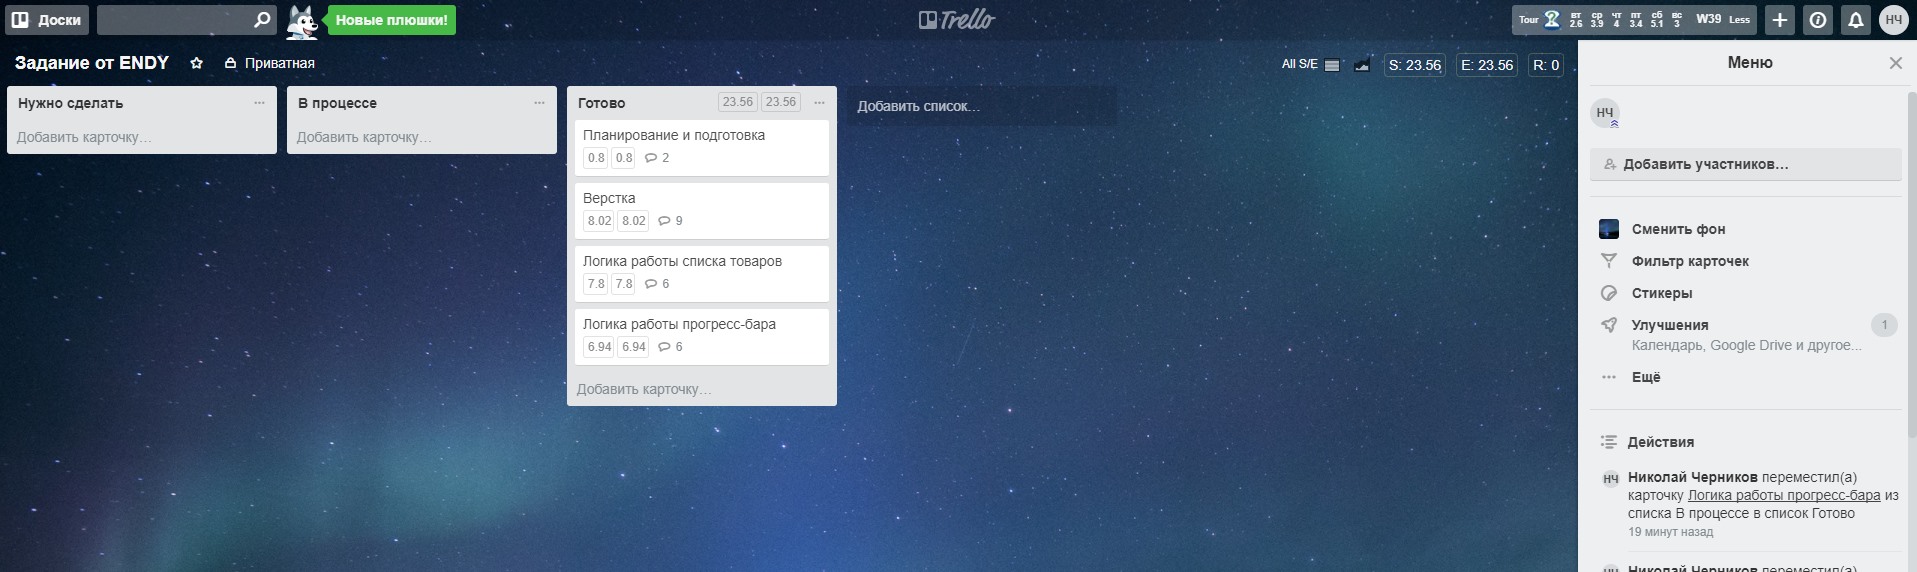 Доски
Новые плюшки!
Trello
Tour вт 2.6 ср 3.9 чт 4 пт 3.4 сб 5.1 вс 3 W39 Less
НЧ
Задание от ENDY
Приватная
All S/E
S: 23.56
E: 23.56
R: 0
Нужно сделать
Добавить карточку…
В процессе
Добавить карточку…
Готово
23.56 23.56
Планирование и подготовка
0.8 0.8 2
Верстка
8.02 8.02 9
Логика работы списка товаров
7.8 7.8 6
Логика работы прогресс-бара
6.94 6.94 6
Добавить карточку…
Добавить список…
Меню
НЧ
Добавить участников…
Сменить фон
Фильтр карточек
Стикеры
Улучшения 1
Календарь, Google Drive и другое...
Ещё
Действия
НЧ
Николай Черников переместил(а)
карточку Логика работы прогресс-бара из
списка В процессе в список Готово
19 минут назад
НЧ
Николай Черников переместил(а)